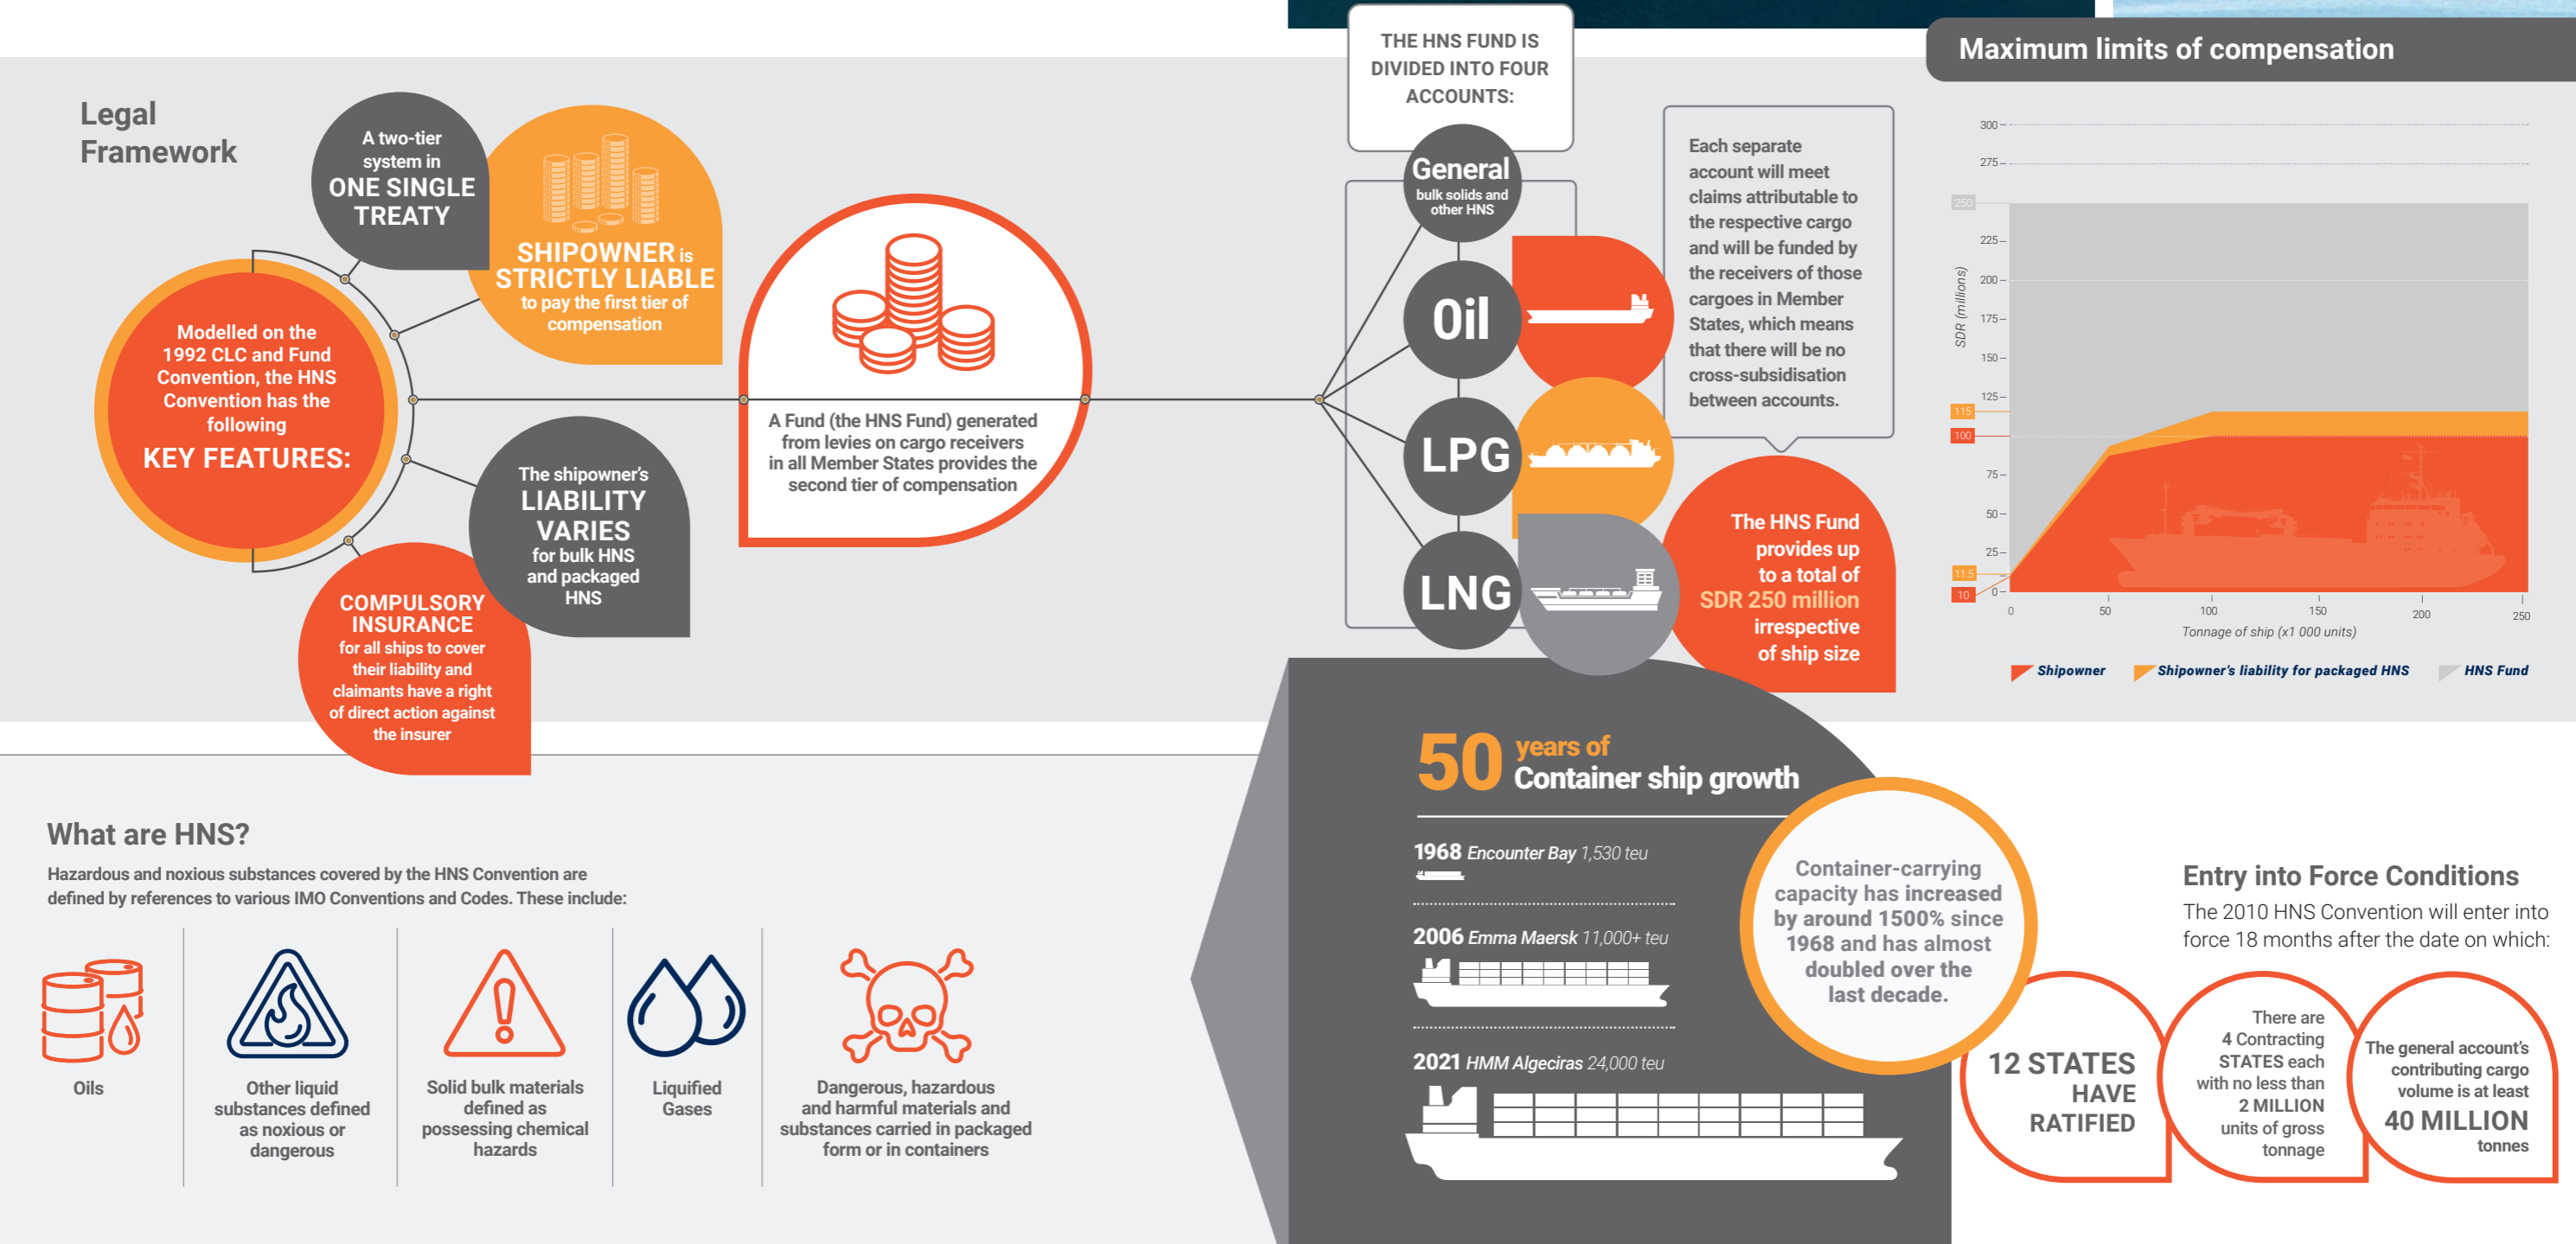 Legal
Framework
Modelled on the
1992 CLC and Fund
Convention, the HNS
Convention has the
following
KEY FEATURES:
A two-tier
system in
ONE SINGLE
TREATY
SHIPOWNER is
STRICTLY LIABLE
to pay the first tier of
compensation
The shipowner's
LIABILITY
VARIES
for bulk HNS
and packaged
HNS
COMPULSORY
INSURANCE
for all ships to cover
their liability and
claimants have a right
of direct action against
the insurer
A Fund (the HNS Fund) generated
from levies on cargo receivers
in all Member States provides the
second tier of compensation
THE HNS FUND IS
DIVIDED INTO FOUR
ACCOUNTS:
General
bulk solids and
other HNS
Oil
LPG
LNG
Each separate
account will meet
claims attributable to
the respective cargo
and will be funded by
the receivers of those
cargoes in Member
States, which means
that there will be no
cross-subsidisation
between accounts.
The HNS Fund
provides up
to a total of
SDR 250 million
irrespective
of ship size
Maximum limits of compensation
SDR (millions)
300
275
250
225
200
175
150
125
115
100
75
50
25
11.5
10
0
0
50
100
150
200
250
Tonnage of ship (x1 000 units)
Shipowner
Shipowner's liability for packaged HNS
HNS Fund
What are HNS?
Hazardous and noxious substances covered by the HNS Convention are
defined by references to various IMO Conventions and Codes. These include:
Oils
Other liquid
substances defined
as noxious or
dangerous
Solid bulk materials
defined as
possessing chemical
hazards
Liquified
Gases
Dangerous, hazardous
and harmful materials and
substances carried in packaged
form or in containers
50 years of
Container ship growth
1968 Encounter Bay 1,530 teu
2006 Emma Maersk 11,000+ teu
2021 HMM Algeciras 24,000 teu
Container-carrying
capacity has increased
by around 1500% since
1968 and has almost
doubled over the
last decade.
Entry into Force Conditions
The 2010 HNS Convention will enter into
force 18 months after the date on which:
12 STATES
HAVE
RATIFIED
There are
4 Contracting
STATES each
with no less than
2 MILLION
units of gross
tonnage
The general account's
contributing cargo
volume is at least
40 MILLION
tonnes